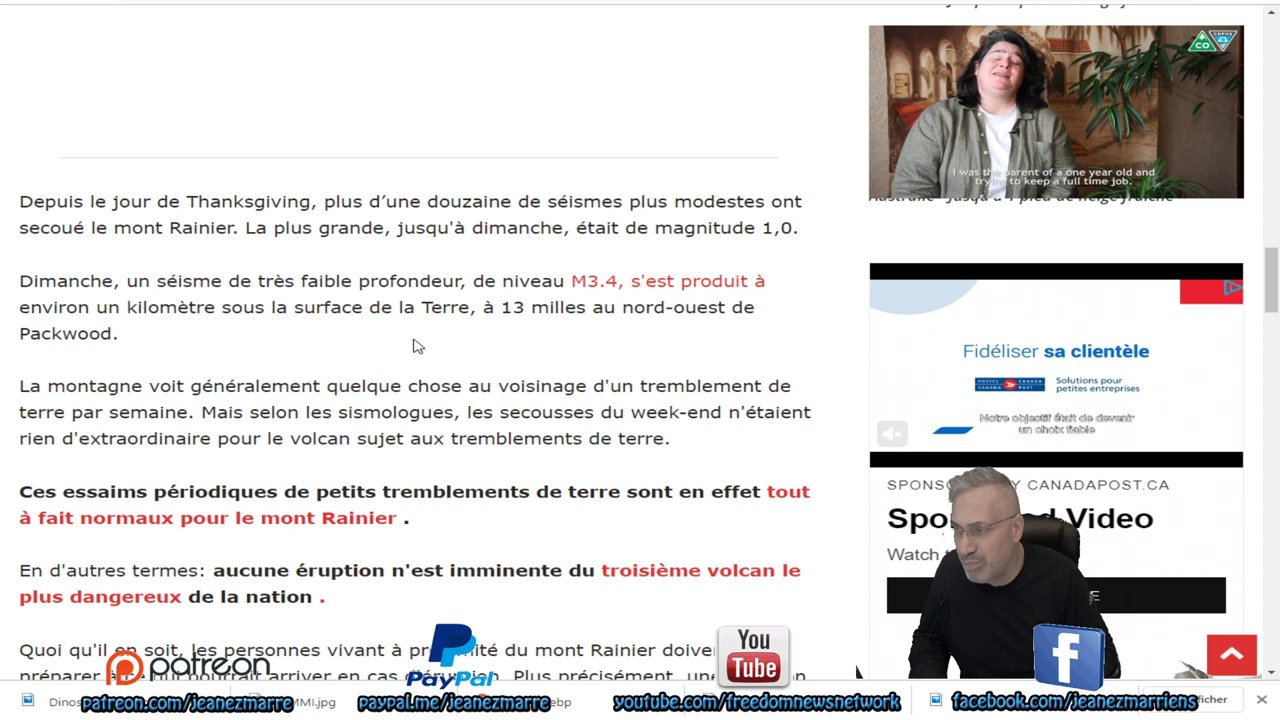 CO
I was the parent of a one year old and
trying to keep a full time job.
Depuis le jour de Thanksgiving, plus d’une douzaine de séismes plus modestes ont
secoué le mont Rainier. La plus grande, jusqu'à dimanche, était de magnitude 1,0.
Dimanche, un séisme de très faible profondeur, de niveau M3.4, s'est produit à
environ un kilomètre sous la surface de la Terre, à 13 milles au nord-ouest de
Packwood.
La montagne voit généralement quelque chose au voisinage d'un tremblement de
terre par semaine. Mais selon les sismologues, les secousses du week-end n'étaient
rien d'extraordinaire pour le volcan sujet aux tremblements de terre.
Ces essaims périodiques de petits tremblements de terre sont en effet tout
à fait normaux pour le mont Rainier .
En d'autres termes: aucune éruption n'est imminente du troisième volcan le
plus dangereux de la nation .
Quoi qu'il en soit, les personnes vivant à
Plus précisément,
Fidéliser sa clientèle
Solutions pour
petites entreprises
Notre objectif était de devenir
un choix fiable
CANADAPOST.CA
Video
Watch
patreon
PayPal
You
Tube
f
patreon.com/jeanezmarre
paypal.me/jeanezmarre
youtube.com/freedomnewsnetwork
facebook.com/jeanezmarriens